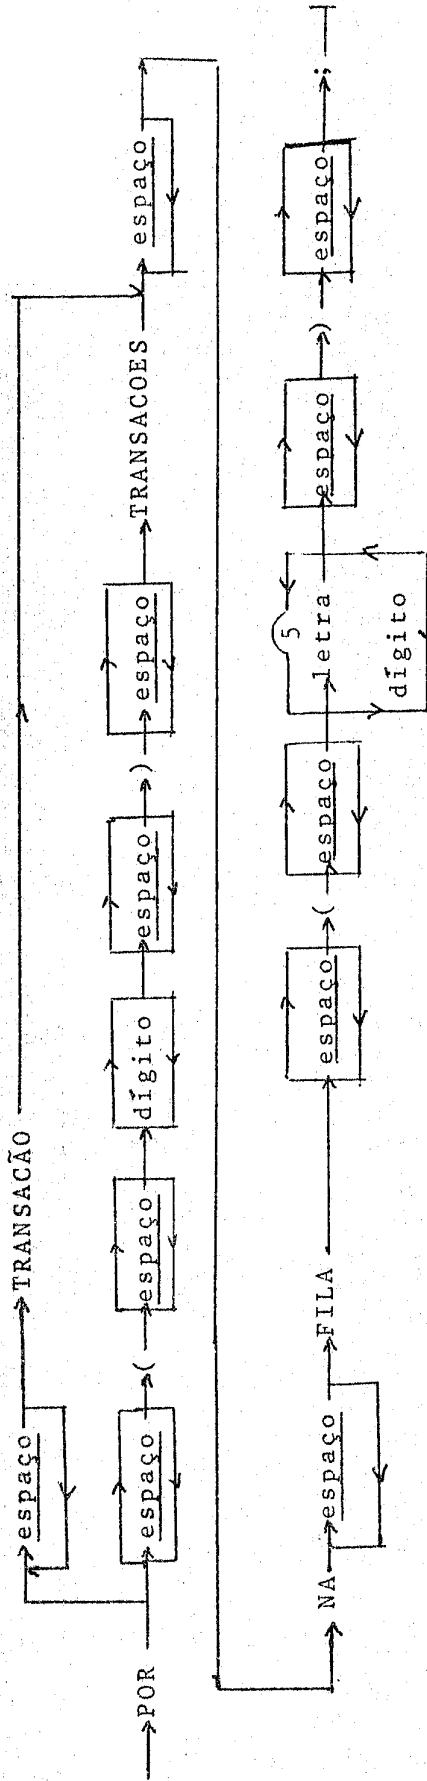 espaço TRANSACÃO
POR espaço ( espaço dígito espaço ) espaço TRANSACOES espaço
NA espaço FILA espaço ( espaço letra espaço ) espaço ;
5
dígito